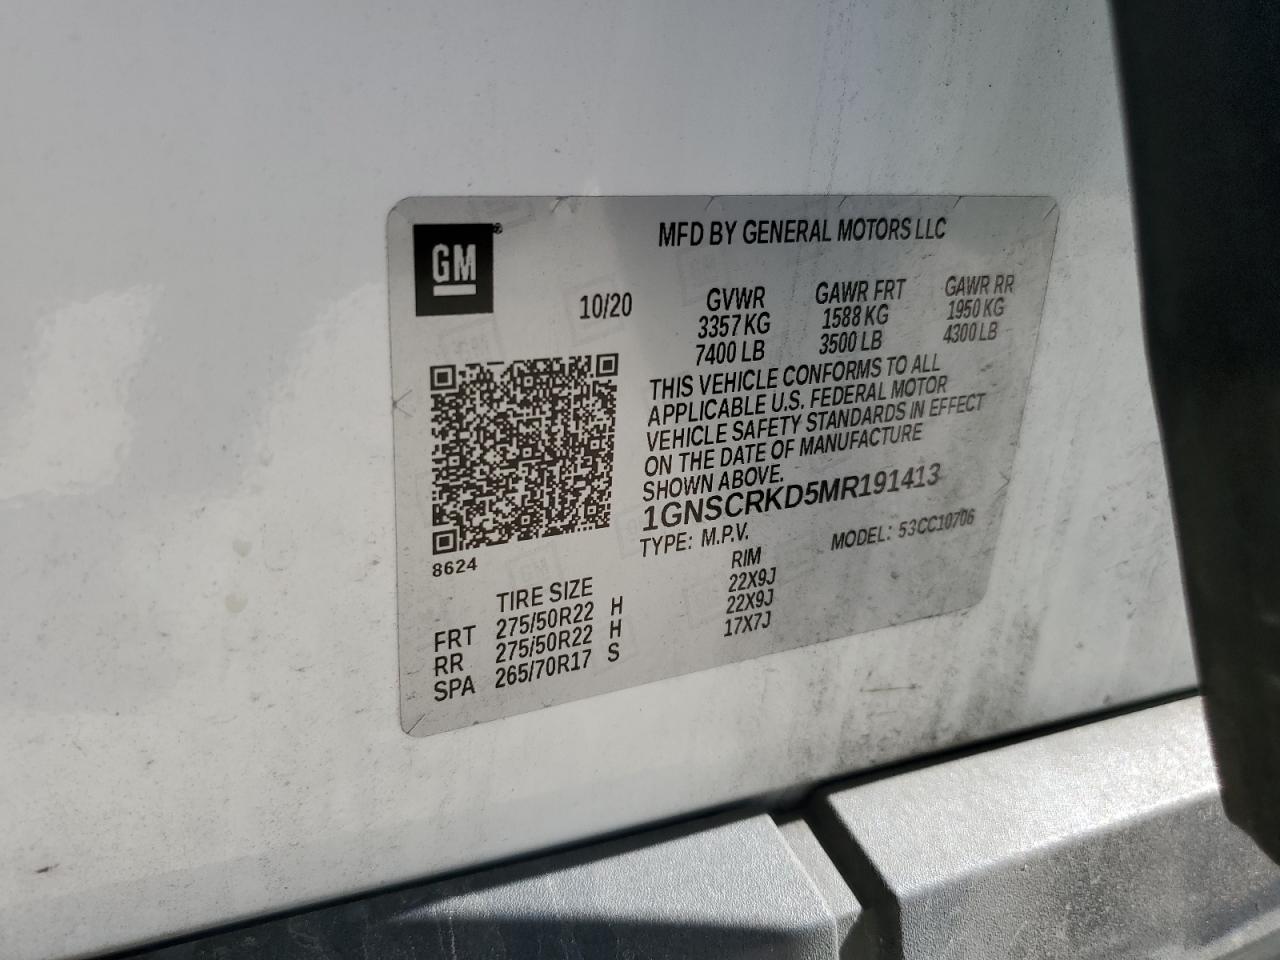 GM®
MFD BY GENERAL MOTORS LLC
10/20
GVWR GAWR FRT GAWR RR
3357 KG 1588 KG 1950 KG
7400 LB 3500 LB 4300 LB
THIS VEHICLE CONFORMS TO ALL
APPLICABLE U.S. FEDERAL MOTOR
VEHICLE SAFETY STANDARDS IN EFFECT
ON THE DATE OF MANUFACTURE
SHOWN ABOVE.
1GNSCRKD5MR191413
TYPE: M.P.V. MODEL: 53CC10706
8624
TIRE SIZE RIM
FRT 275/50R22 H 22X9J
RR 275/50R22 H 22X9J
SPA 265/70R17 S 17X7J